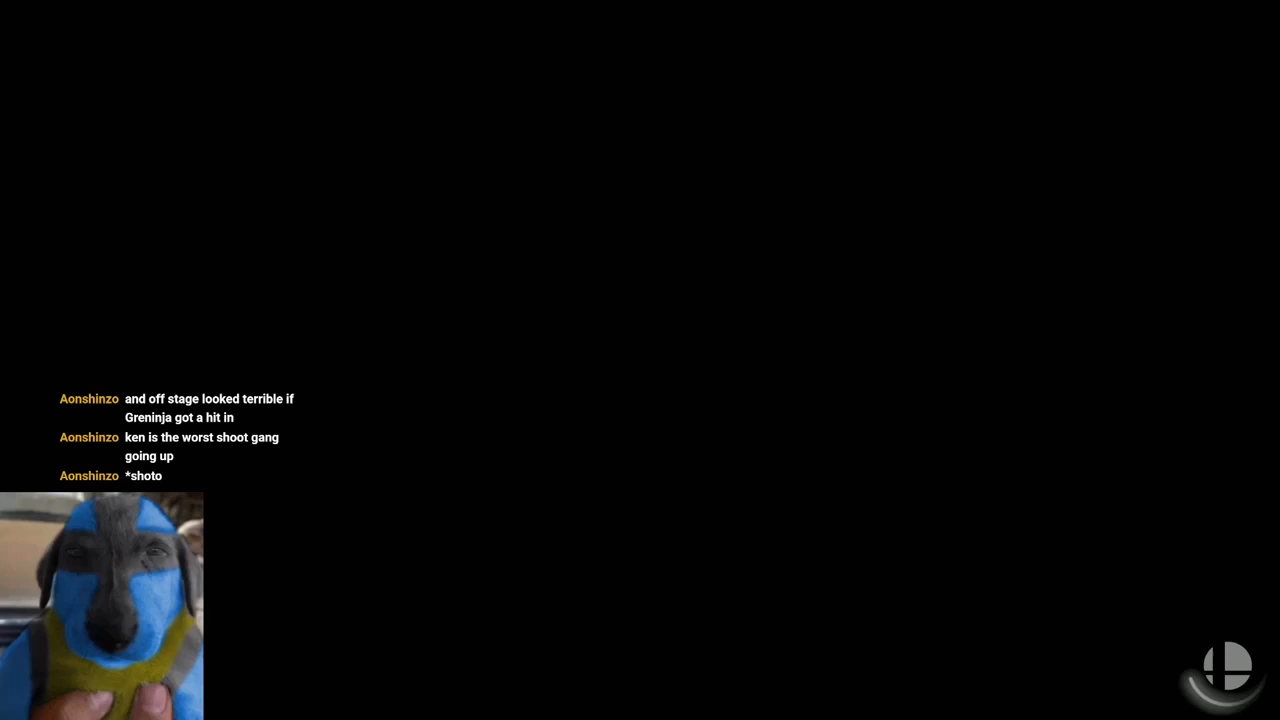 Aonshinzo and off stage looked terrible if
Greninja got a hit in
Aonshinzo ken is the worst shoot gang
going up
Aonshinzo *shoto